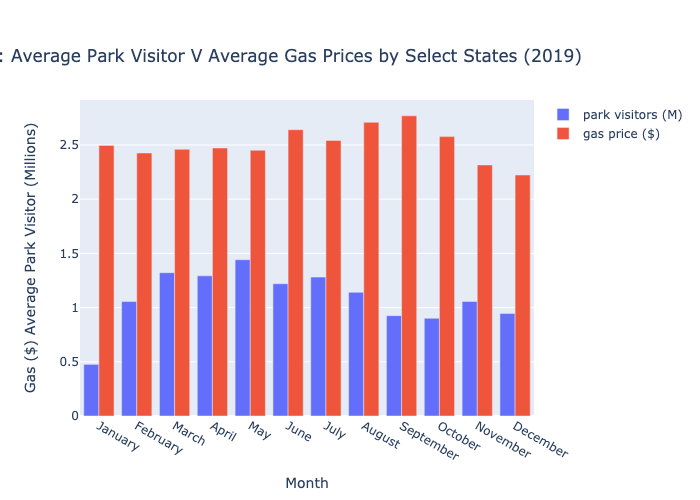 : Average Park Visitor V Average Gas Prices by Select States (2019)
park visitors (M)
gas price ($)
Gas ($) Average Park Visitor (Millions)
2.5
2
1.5
1
0.5
0
January
February
March
April
May
June
July
August
September
October
November
December
Month